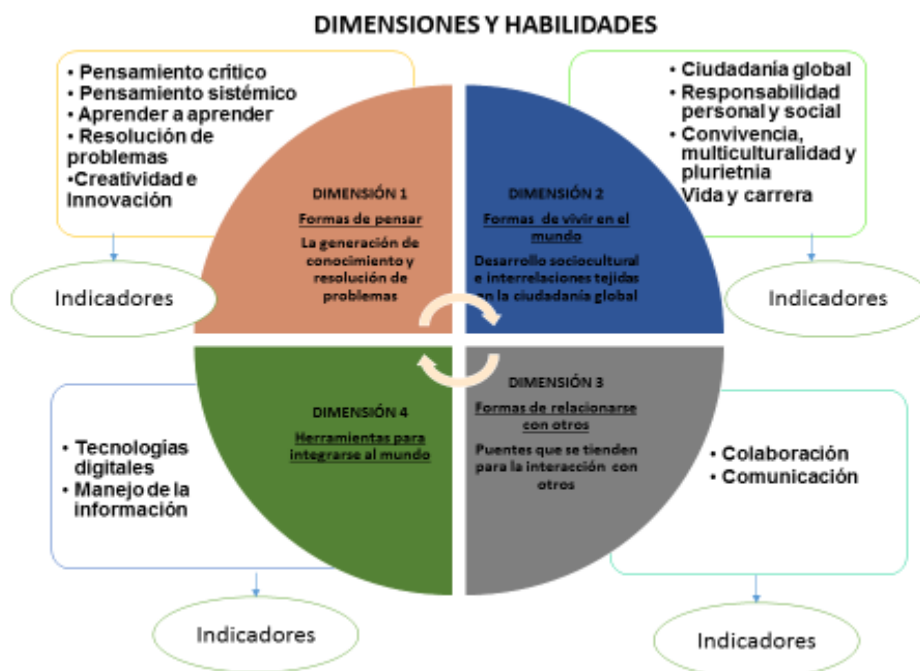 DIMENSIONES Y HABILIDADES
• Pensamiento crítico
• Pensamiento sistémico
• Aprender a aprender
• Resolución de
problemas
•Creatividad e
Innovación
Indicadores
DIMENSIÓN 1
Formas de pensar
La generación de
conocimiento y
resolución de
problemas
DIMENSIÓN 2
Formas de vivir en el
mundo
Desarrollo sociocultural
e interrelaciones tejidas
en la ciudadanía global
• Ciudadanía global
• Responsabilidad
personal y social
• Convivencia,
multiculturalidad y
plurietnia
Vida y carrera
Indicadores
• Tecnologías
digitales
• Manejo de la
información
Indicadores
DIMENSIÓN 4
Herramientas para
integrarse al mundo
DIMENSIÓN 3
Formas de relacionarse
con otros
Puentes que se tienden
para la interacción con
otros
• Colaboración
• Comunicación
Indicadores